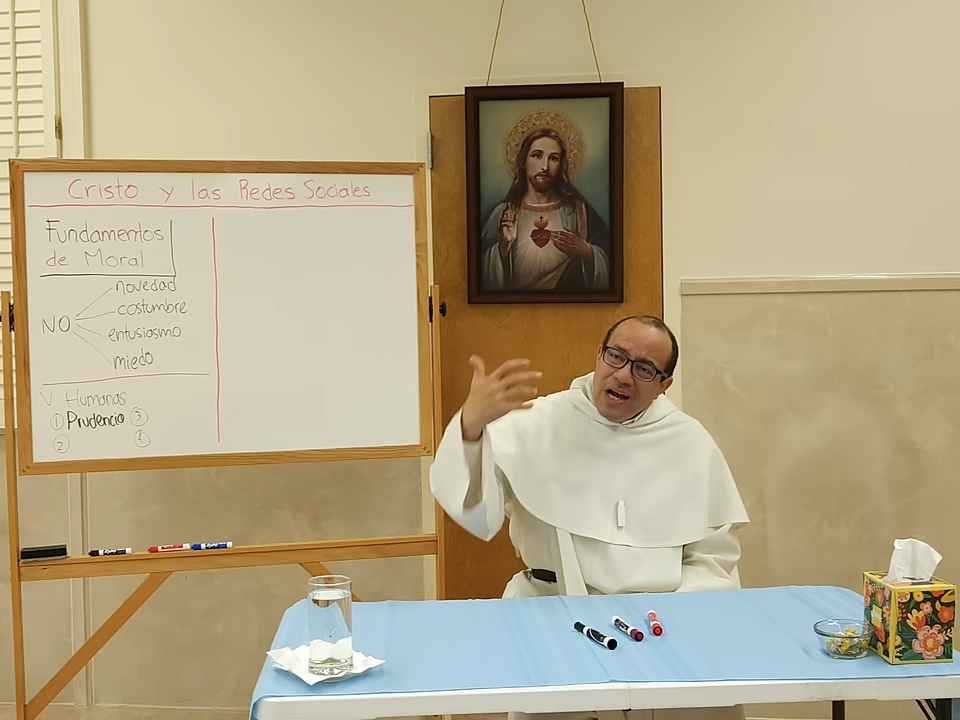 Cristo y las Redes Sociales
Fundamentos
de Moral
NO
novedad
costumbre
entusiasmo
miedo
V Humanas
① Prudencia ③
② ④